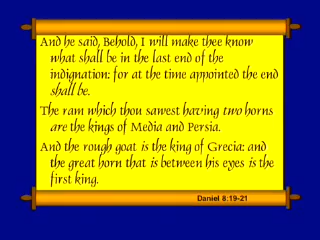 And he said, Behold, I will make thee know
what shall be in the last end of the
indignation: for at the time appointed the end
shall be.
The ram which thou sawest having two horns
are the kings of Media and Persia.
And the rough goat is the king of Grecia: and
the great horn that is between his eyes is the
first king.
Daniel 8:19-21